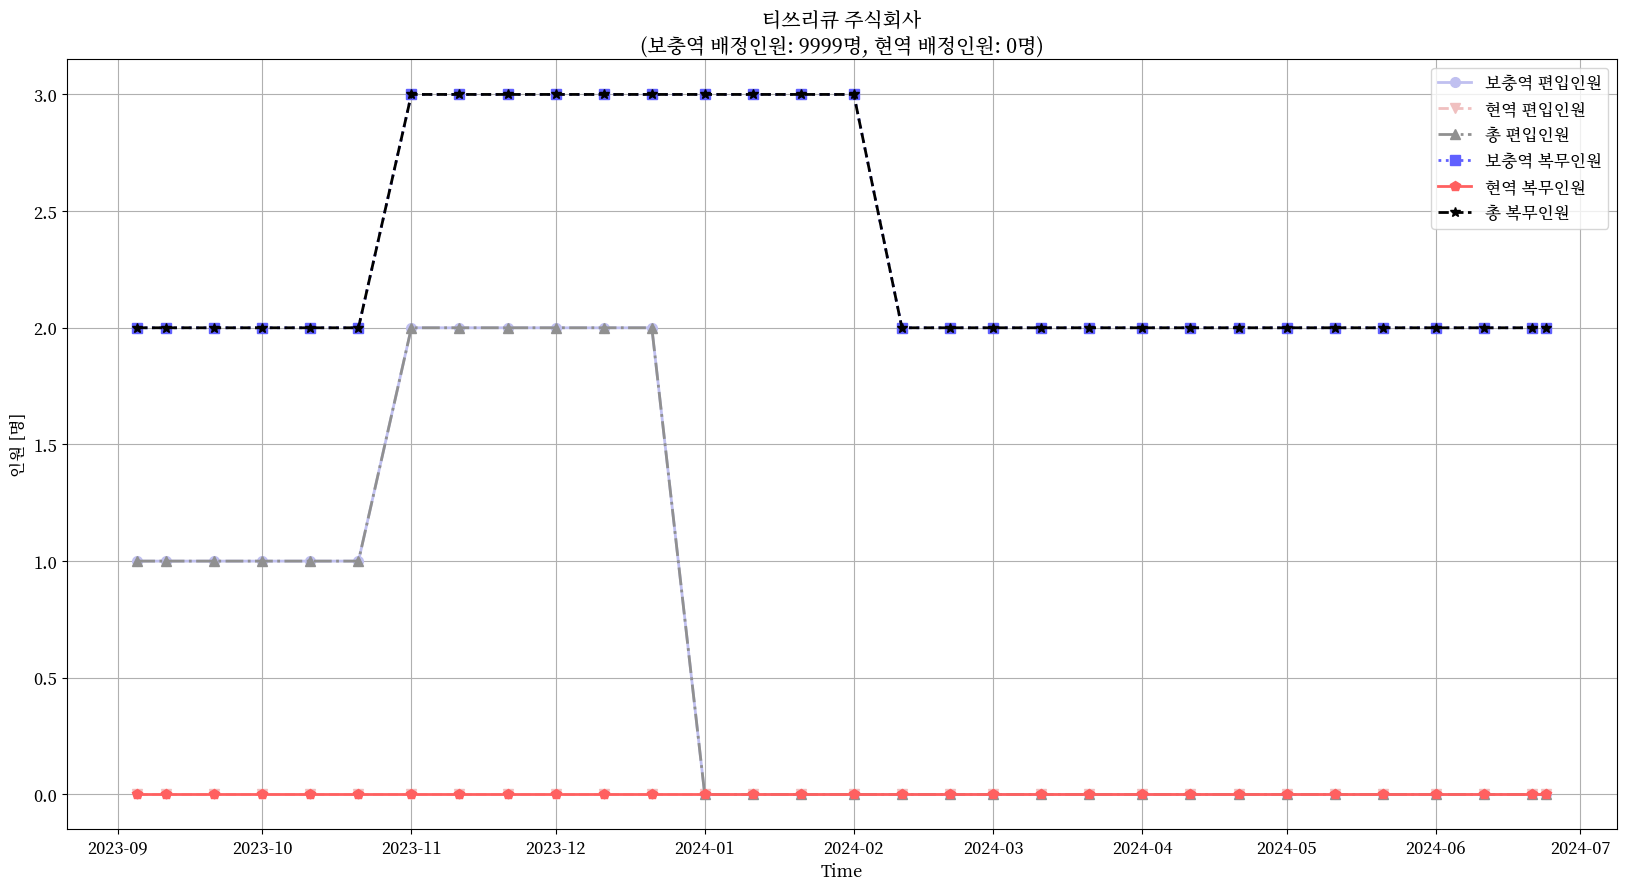 티쓰리큐 주식회사
(보충역 배정인원: 9999명, 현역 배정인원: 0명)
보충역 편입인원
현역 편입인원
총 편입인원
보충역 복무인원
현역 복무인원
총 복무인원
인원 [명]
3.0
2.5
2.0
1.5
1.0
0.5
0.0
2023-09 2023-10 2023-11 2023-12 2024-01 2024-02 2024-03 2024-04 2024-05 2024-06 2024-07
Time